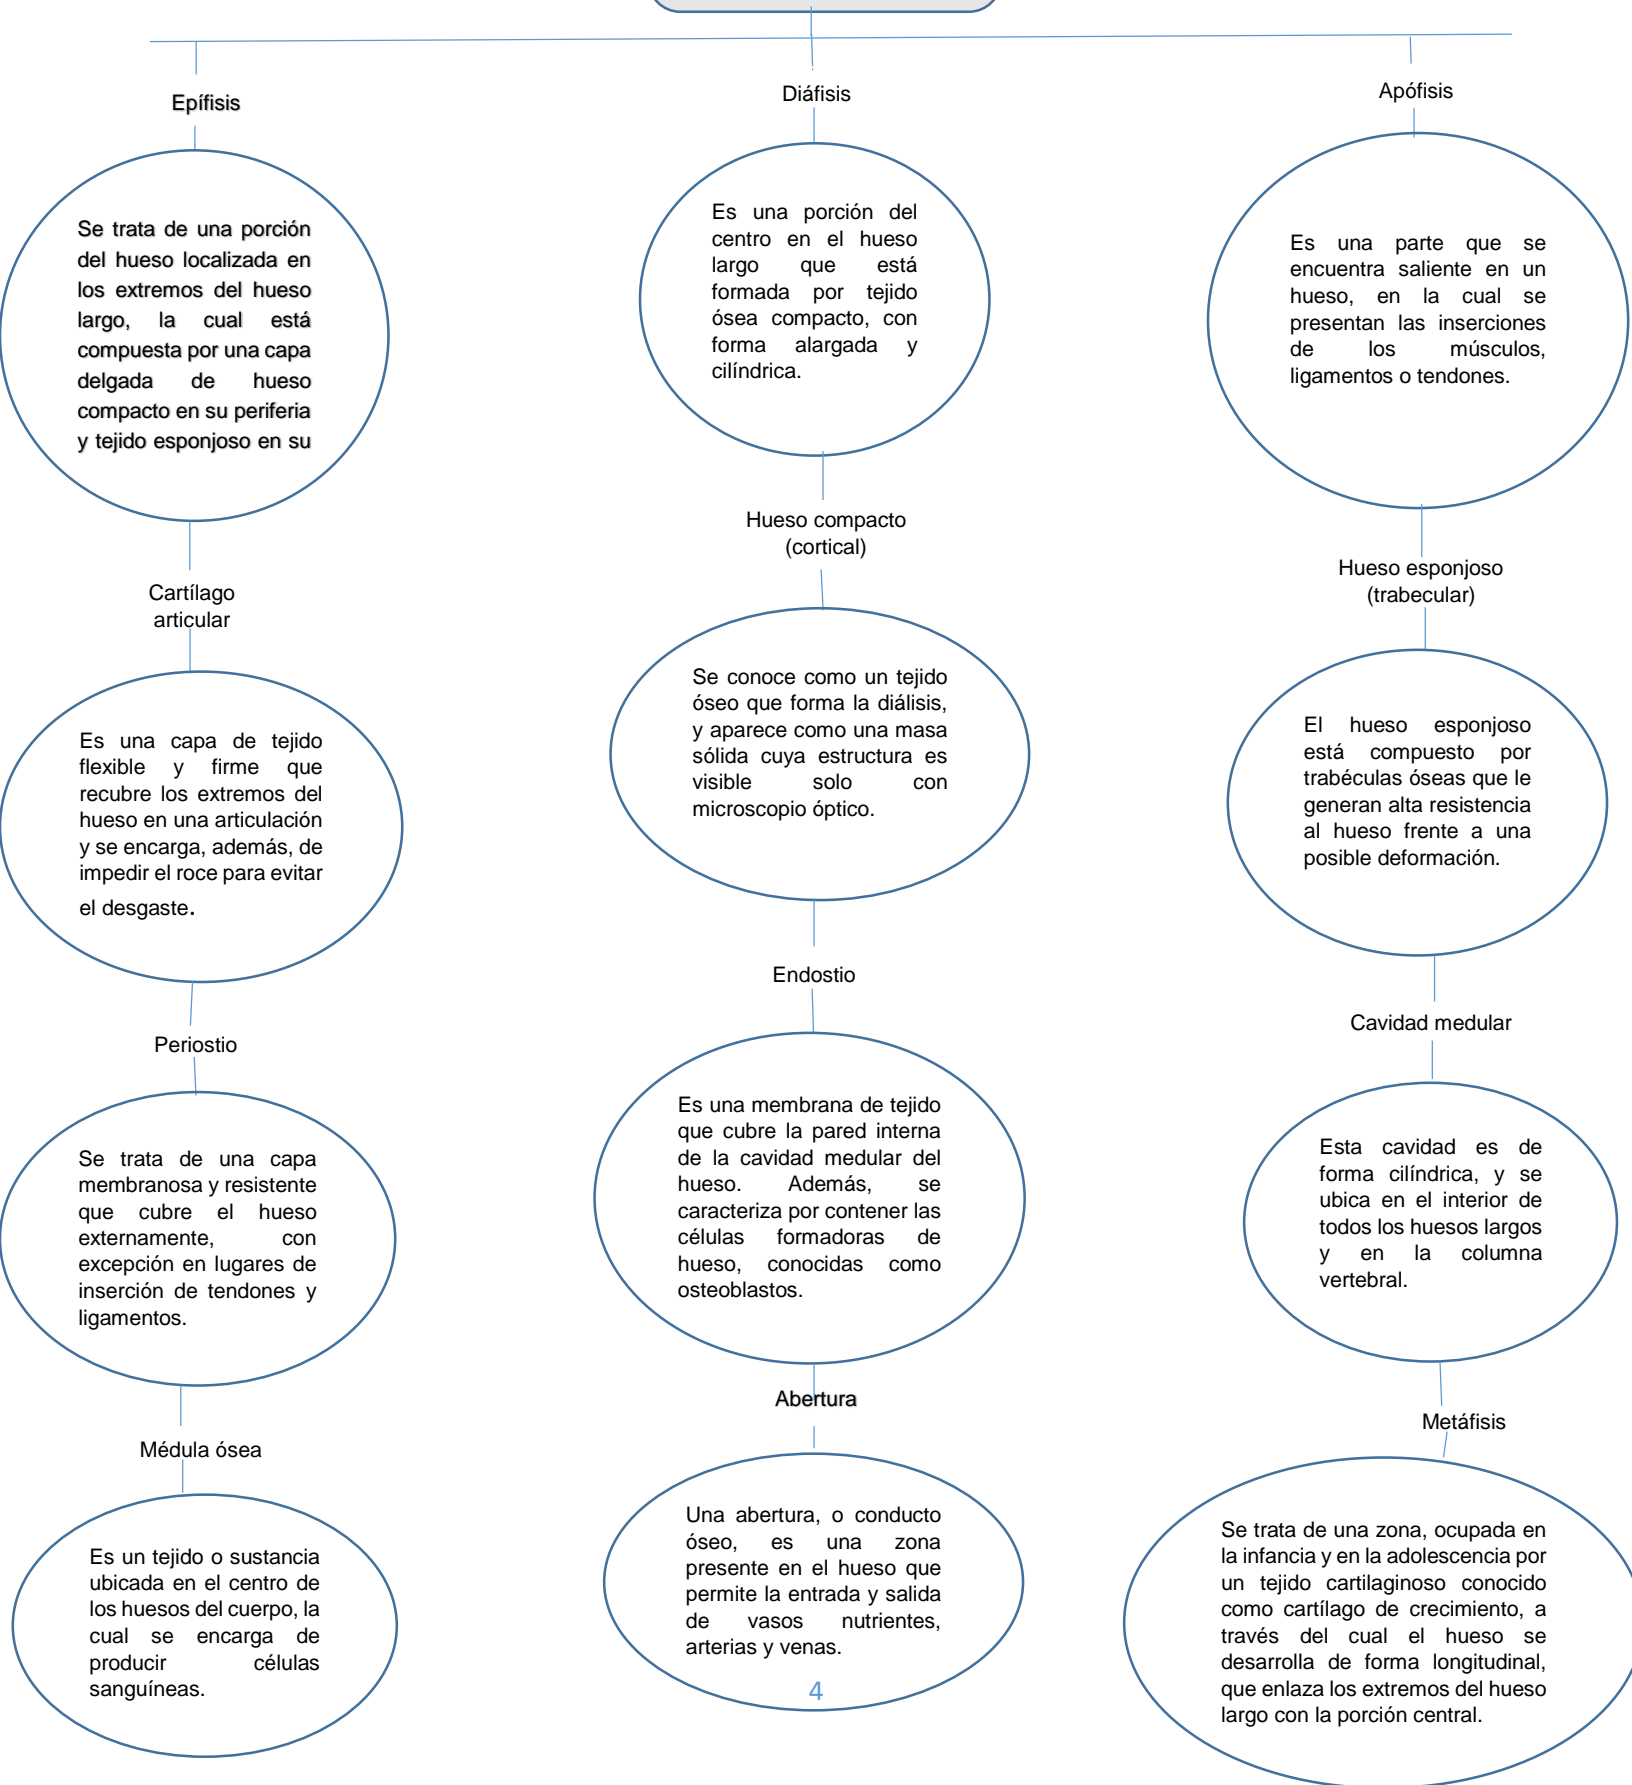 Epífisis
Se trata de una porción
del hueso localizada en
los extremos del hueso
largo, la cual está
compuesta por una capa
delgada de hueso
compacto en su periferia
y tejido esponjoso en su
Cartílago
articular
Es una capa de tejido
flexible y firme que
recubre los extremos del
hueso en una articulación
y se encarga, además, de
impedir el roce para evitar
el desgaste.
Periostio
Se trata de una capa
membranosa y resistente
que cubre el hueso
externamente, con
excepción en lugares de
inserción de tendones y
ligamentos.
Médula ósea
Es un tejido o sustancia
ubicada en el centro de
los huesos del cuerpo, la
cual se encarga de
producir células
sanguíneas.
Diáfisis
Es una porción del
centro en el hueso
largo que está
formada por tejido
ósea compacto, con
forma alargada y
cilíndrica.
Hueso compacto
(cortical)
Se conoce como un tejido
óseo que forma la diálisis,
y aparece como una masa
sólida cuya estructura es
visible solo con
microscopio óptico.
Endostio
Es una membrana de tejido
que cubre la pared interna
de la cavidad medular del
hueso. Además, se
caracteriza por contener las
células formadoras de
hueso, conocidas como
osteoblastos.
Abertura
Una abertura, o conducto
óseo, es una zona
presente en el hueso que
permite la entrada y salida
de vasos nutrientes,
arterias y venas.
4
Apófisis
Es una parte que se
encuentra saliente en un
hueso, en la cual se
presentan las inserciones
de los músculos,
ligamentos o tendones.
Hueso esponjoso
(trabecular)
El hueso esponjoso
está compuesto por
trabéculas óseas que le
generan alta resistencia
al hueso frente a una
posible deformación.
Cavidad medular
Esta cavidad es de
forma cilíndrica, y se
ubica en el interior de
todos los huesos largos
y en la columna
vertebral.
Metáfisis
Se trata de una zona, ocupada en
la infancia y en la adolescencia por
un tejido cartilaginoso conocido
como cartílago de crecimiento, a
través del cual el hueso se
desarrolla de forma longitudinal,
que enlaza los extremos del hueso
largo con la porción central.